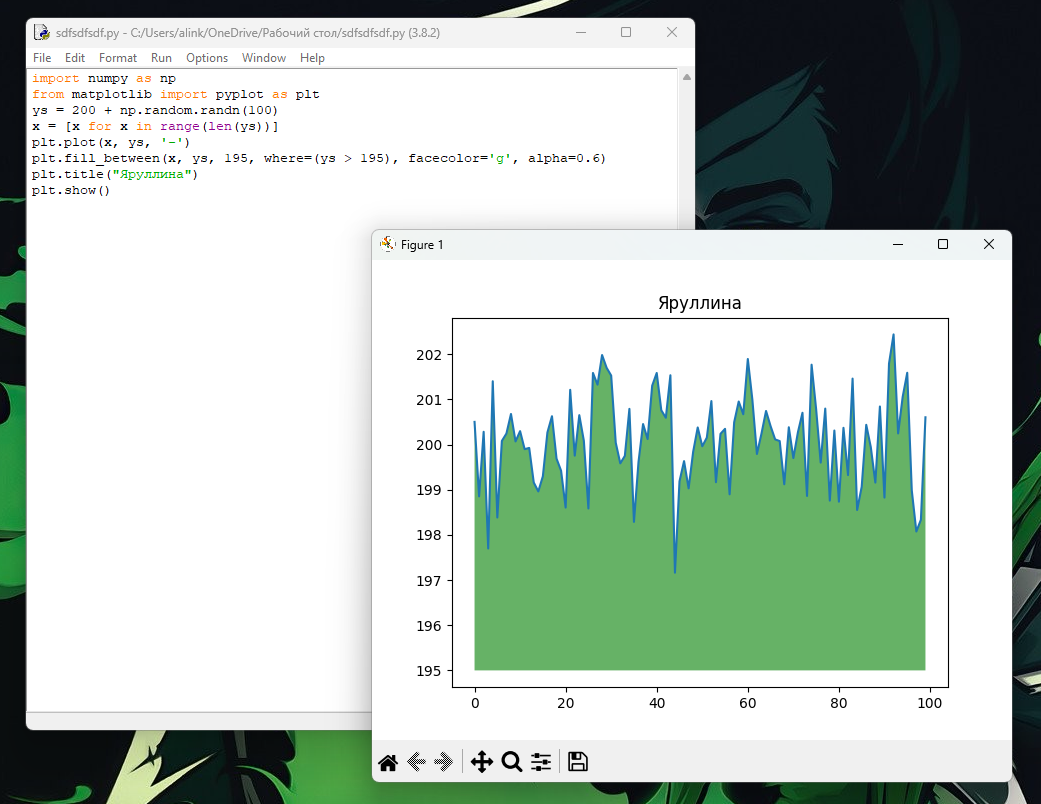 sdfsdfsdf.py - C:/Users/alink/OneDrive/Рабочий стол/sdfsdfsdf.py (3.8.2)
File Edit Format Run Options Window Help
import numpy as np
from matplotlib import pyplot as plt
ys = 200 + np.random.randn(100)
x = [x for x in range(len(ys))]
plt.plot(x, ys, '-')
plt.fill_between(x, ys, 195, where=(ys > 195), facecolor='g', alpha=0.6)
plt.title("Яруллина")
plt.show()
Figure 1
Яруллина
202
201
200
199
198
197
196
195
0 20 40 60 80 100